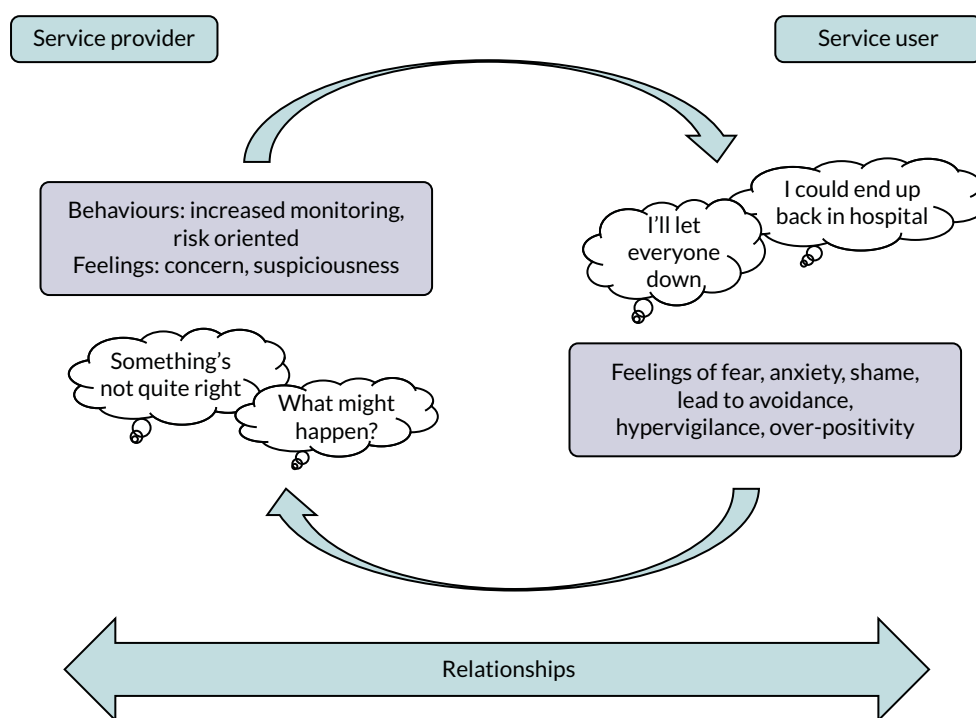 Service provider
Service user
Behaviours: increased monitoring,
risk oriented
Feelings: concern, suspiciousness
I could end up
back in hospital
I’ll let
everyone
down
Something’s
not quite right
What might
happen?
Feelings of fear, anxiety, shame,
lead to avoidance,
hypervigilance, over-positivity
Relationships